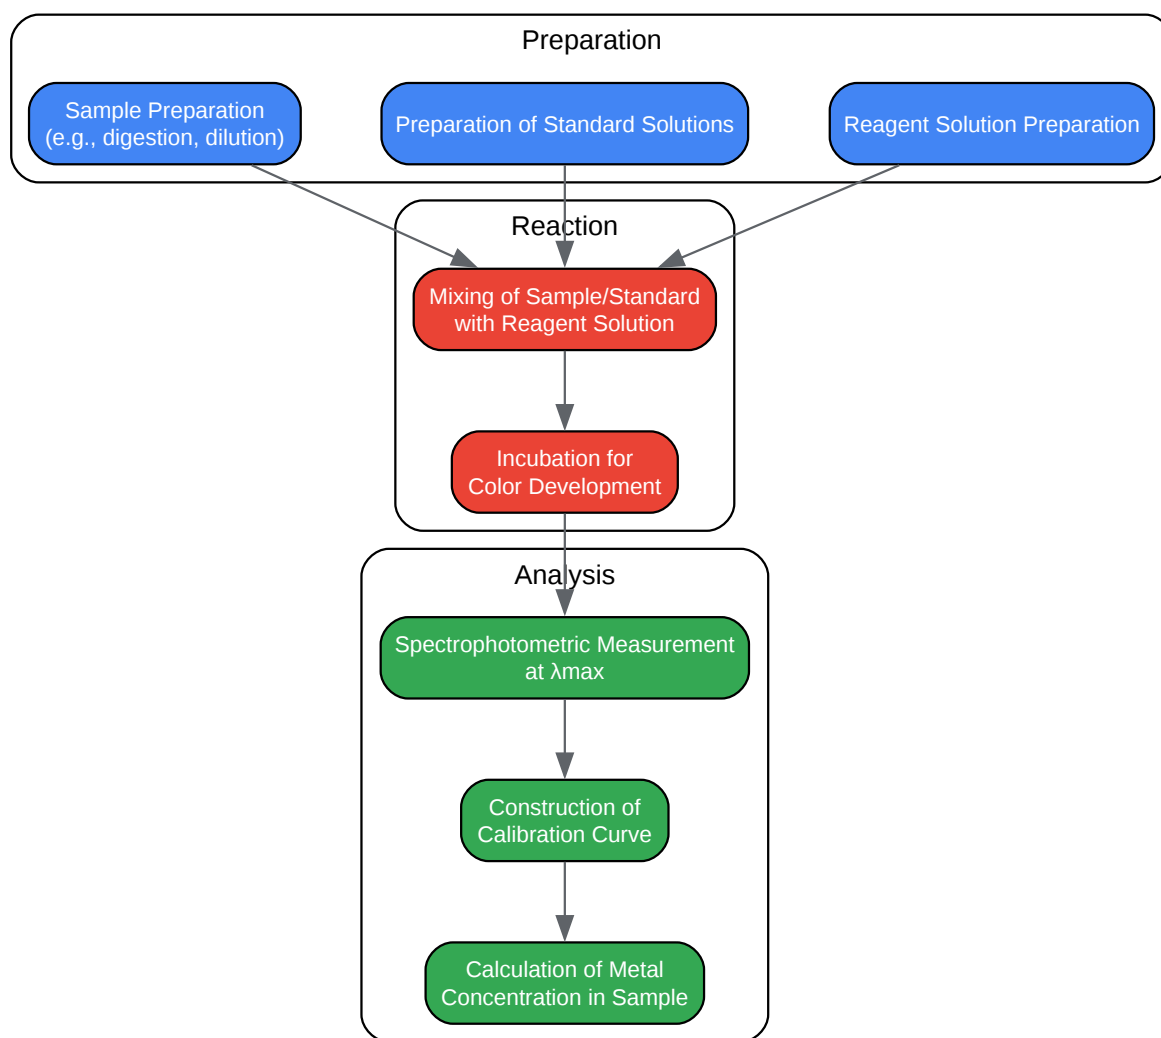 Preparation
Sample Preparation
(e.g., digestion, dilution)
Preparation of Standard Solutions
Reagent Solution Preparation
Reaction
Mixing of Sample/Standard
with Reagent Solution
Incubation for
Color Development
Analysis
Spectrophotometric Measurement
at λmax
Construction of
Calibration Curve
Calculation of Metal
Concentration in Sample